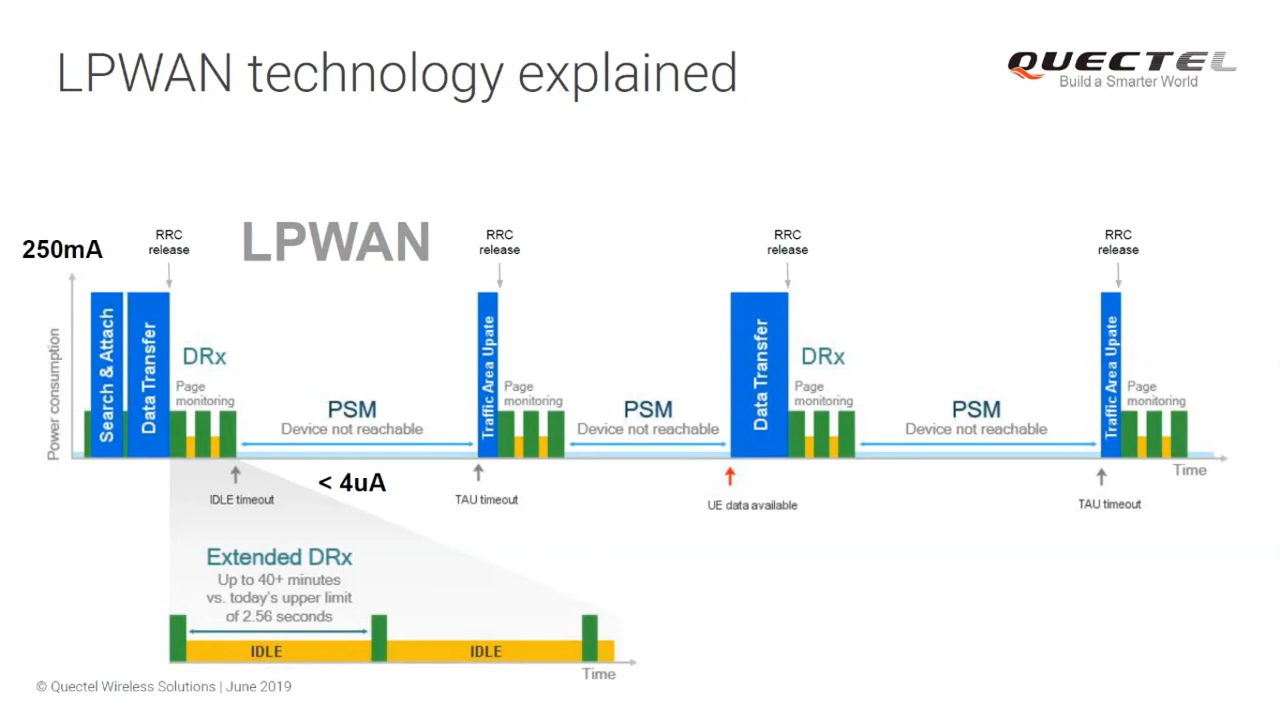 LPWAN technology explained
QUECTEL
Build a Smarter World
250mA
RRC
release
LPWAN
RRC
release
RRC
release
RRC
release
Power consumption
Search & Attach
Data Transfer
DRx
Page
monitoring
PSM
Device not reachable
Traffic Area Upate
Page
monitoring
PSM
Device not reachable
Data Transfer
DRx
Page
monitoring
PSM
Device not reachable
Traffic Area Upate
Page
monitoring
Time
IDLE timeout
< 4uA
TAU timeout
UE data available
TAU timeout
Extended DRx
Up to 40+ minutes
vs. today's upper limit
of 2.56 seconds
IDLE
IDLE
Time
© Quectel Wireless Solutions | June 2019